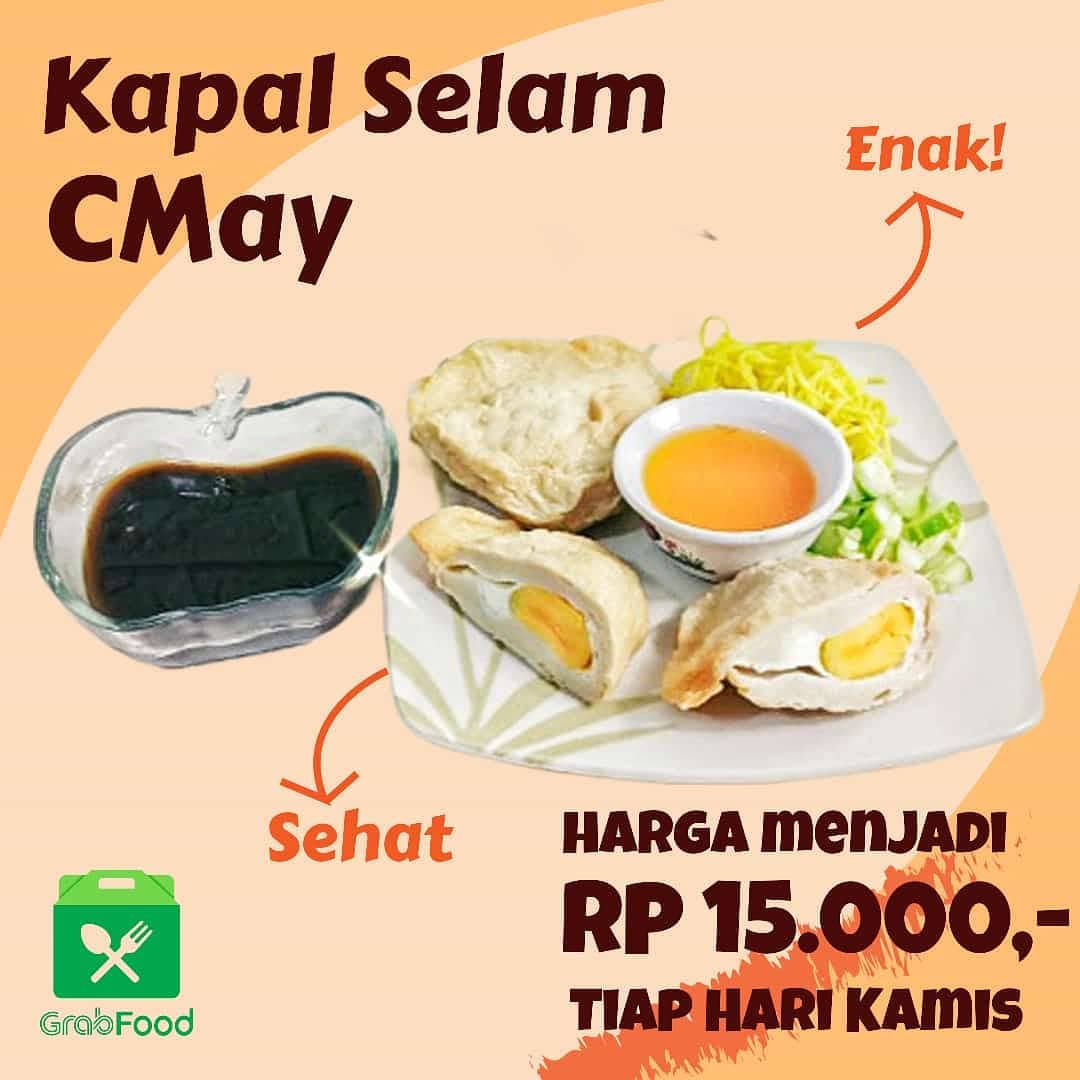 Kapal Selam
CMay
Enak!
Sehat
HARGA menJADI
RP 15.000,-
TIAP HARI KAMIS
GrabFood